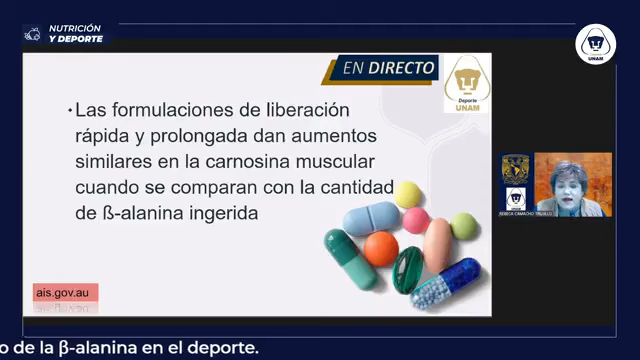 NUTRICIÓN
Y DEPORTE
EN DIRECTO
Deporte
UNAM
UNAM
• Las formulaciones de liberación
rápida y prolongada dan aumentos
similares en la carnosina muscular
cuando se comparan con la cantidad
de ß-alanina ingerida
UNAM
REBECA CAMACHO TRUJILLO
ais.gov.au
o de la β-alanina en el deporte.